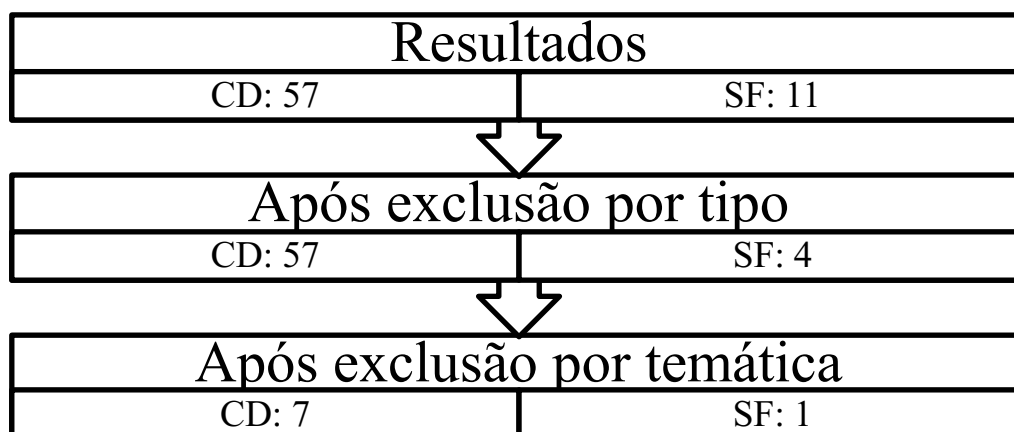 Resultados
CD: 57 SF: 11
Após exclusão por tipo
CD: 57 SF: 4
Após exclusão por temática
CD: 7 SF: 1